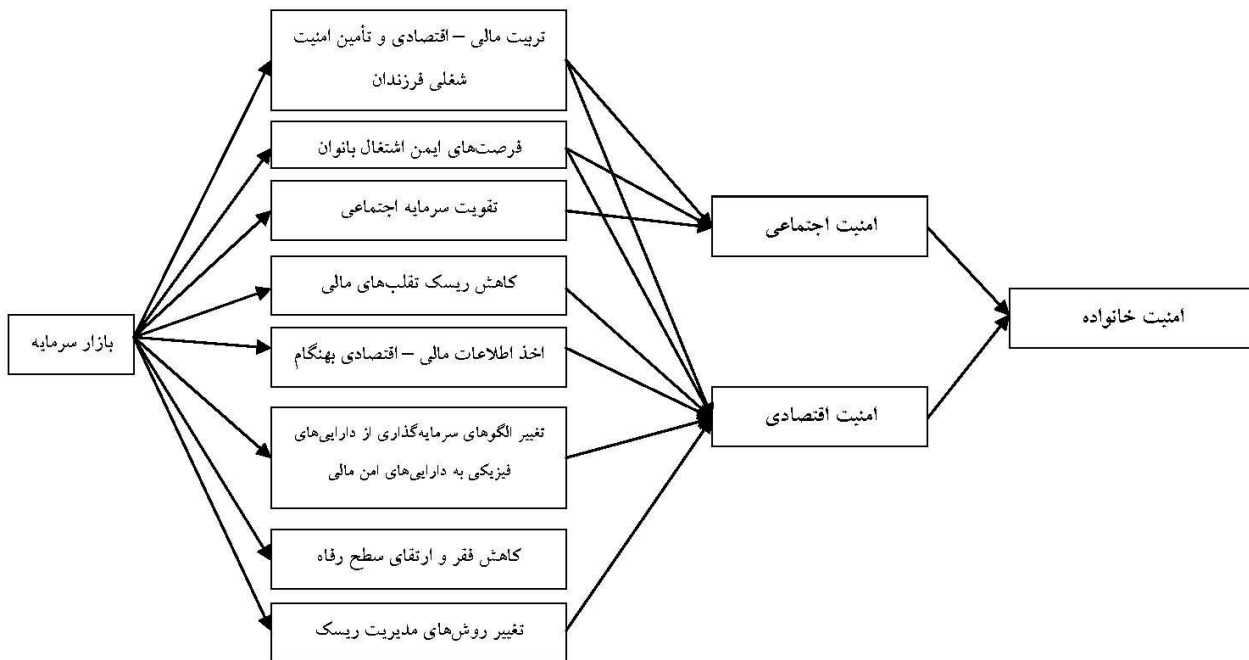 تربیت مالی – اقتصادی و تأمین امنیت
شغلی فرزندان
فرصت‌های ایمن اشتغال بانوان
تقویت سرمایه اجتماعی
امنیت اجتماعی
کاهش ریسک تقلب‌های مالی
امنیت خانواده
بازار سرمایه
اخذ اطلاعات مالی – اقتصادی بهنگام
امنیت اقتصادی
تغییر الگوهای سرمایه‌گذاری از دارایی‌های
فیزیکی به دارایی‌های امن مالی
کاهش فقر و ارتقای سطح رفاه
تغییر روش‌های مدیریت ریسک